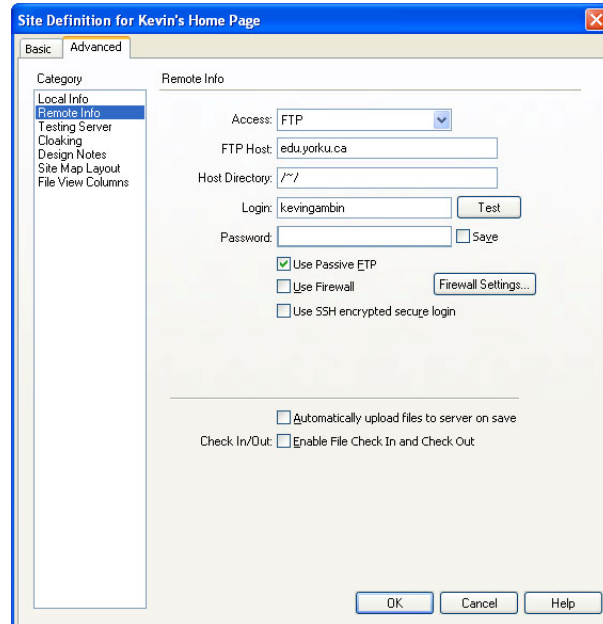 Site Definition for Kevin's Home Page
Basic Advanced
Category Remote Info
Local Info
Remote Info
Testing Server
Cloaking
Design Notes
Site Map Layout
File View Columns
Access: FTP
FTP Host: edu.yorku.ca
Host Directory: /~/
Login: kevingambin Test
Password: Save
Use Passive FTP
Use Firewall Firewall Settings...
Use SSH encrypted secure login
Automatically upload files to server on save
Check In/Out: Enable File Check In and Check Out
OK Cancel Help